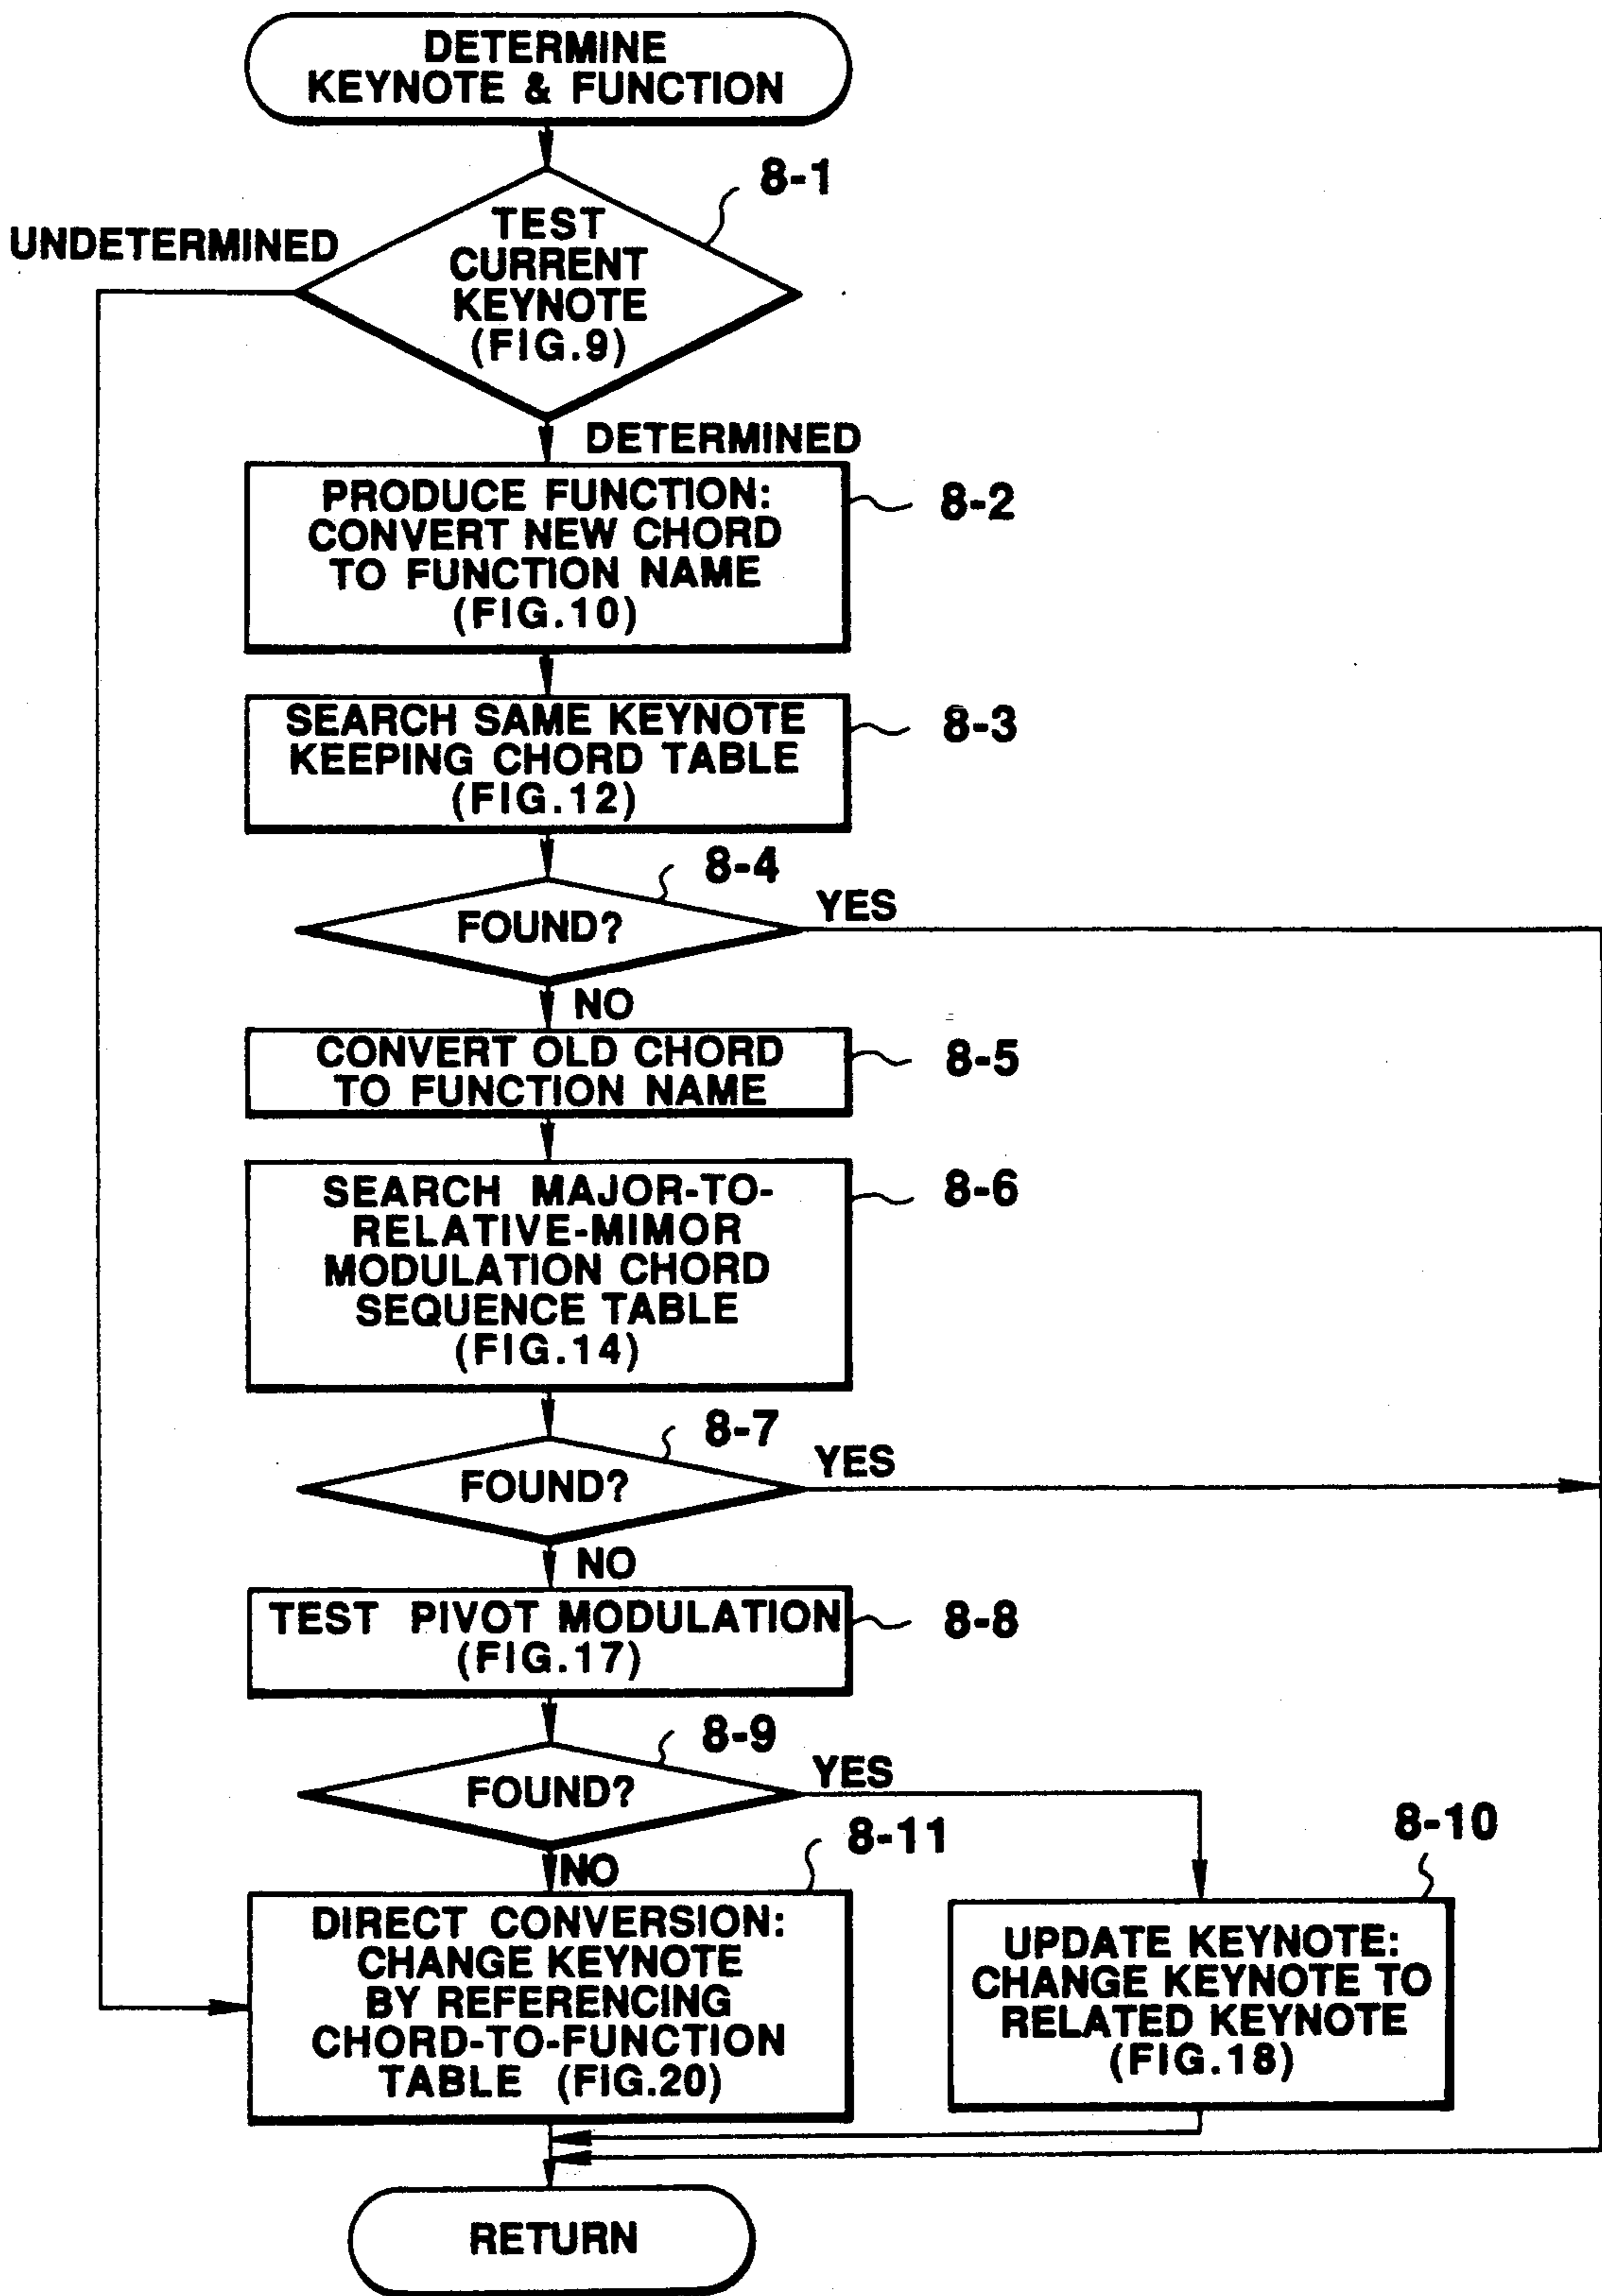 DETERMINE
KEYNOTE & FUNCTION
8-1
UNDETERMINED
TEST
CURRENT
KEYNOTE
(FIG.9)
DETERMINED
PRODUCE FUNCTION:
CONVERT NEW CHORD
TO FUNCTION NAME
(FIG.10)
8-2
SEARCH SAME KEYNOTE
KEEPING CHORD TABLE
(FIG.12)
8-3
8-4
FOUND?
YES
NO
CONVERT OLD CHORD
TO FUNCTION NAME
8-5
SEARCH MAJOR-TO-
RELATIVE-MIMOR
MODULATION CHORD
SEQUENCE TABLE
(FIG.14)
8-6
8-7
FOUND?
YES
NO
TEST PIVOT MODULATION
(FIG.17)
8-8
8-9
FOUND?
YES
NO
8-11
DIRECT CONVERSION:
CHANGE KEYNOTE
BY REFERENCING
CHORD-TO-FUNCTION
TABLE (FIG.20)
8-10
UPDATE KEYNOTE:
CHANGE KEYNOTE TO
RELATED KEYNOTE
(FIG.18)
RETURN